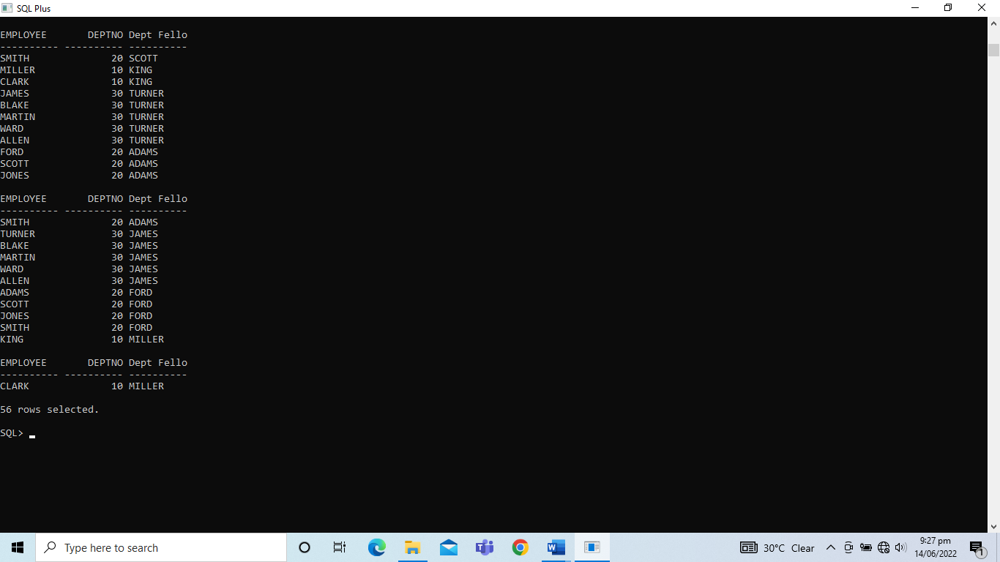 SQL Plus
EMPLOYEE       DEPTNO Dept Fello
---------- ---------- ----------
SMITH              20 SCOTT
MILLER             10 KING
CLARK              10 KING
JAMES              30 TURNER
BLAKE              30 TURNER
MARTIN             30 TURNER
WARD               30 TURNER
ALLEN              30 TURNER
FORD               20 ADAMS
SCOTT              20 ADAMS
JONES              20 ADAMS
EMPLOYEE       DEPTNO Dept Fello
---------- ---------- ----------
SMITH              20 ADAMS
TURNER             30 JAMES
BLAKE              30 JAMES
MARTIN             30 JAMES
WARD               30 JAMES
ALLEN              30 JAMES
ADAMS              20 FORD
SCOTT              20 FORD
JONES              20 FORD
SMITH              20 FORD
KING               10 MILLER
EMPLOYEE       DEPTNO Dept Fello
---------- ---------- ----------
CLARK              10 MILLER
56 rows selected.
SQL>
Type here to search
30°C Clear
9:27 pm
14/06/2022
1